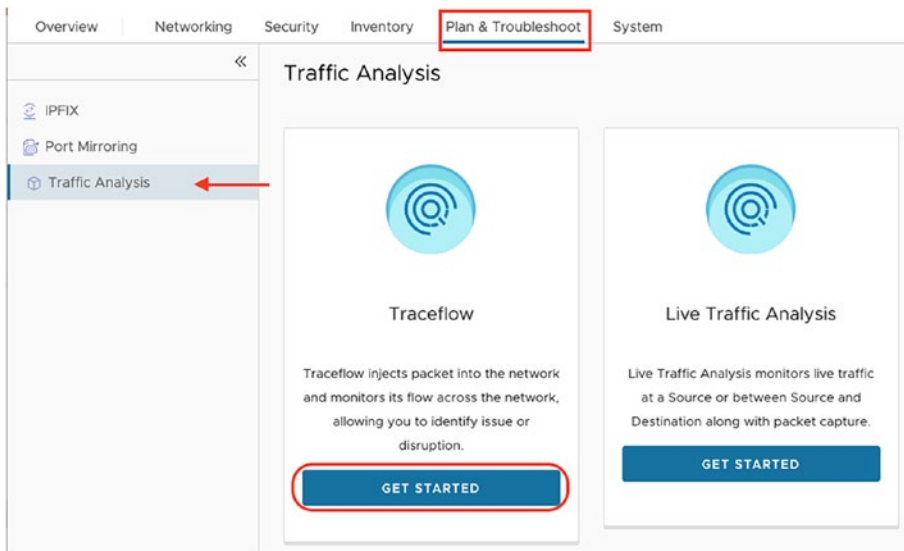 Overview Networking Security Inventory Plan & Troubleshoot System
«
IPFIX
Port Mirroring
Traffic Analysis
Traffic Analysis
Traceflow
Traceflow injects packet into the network
and monitors its flow across the network,
allowing you to identify issue or
disruption.
GET STARTED
Live Traffic Analysis
Live Traffic Analysis monitors live traffic
at a Source or between Source and
Destination along with packet capture.
GET STARTED